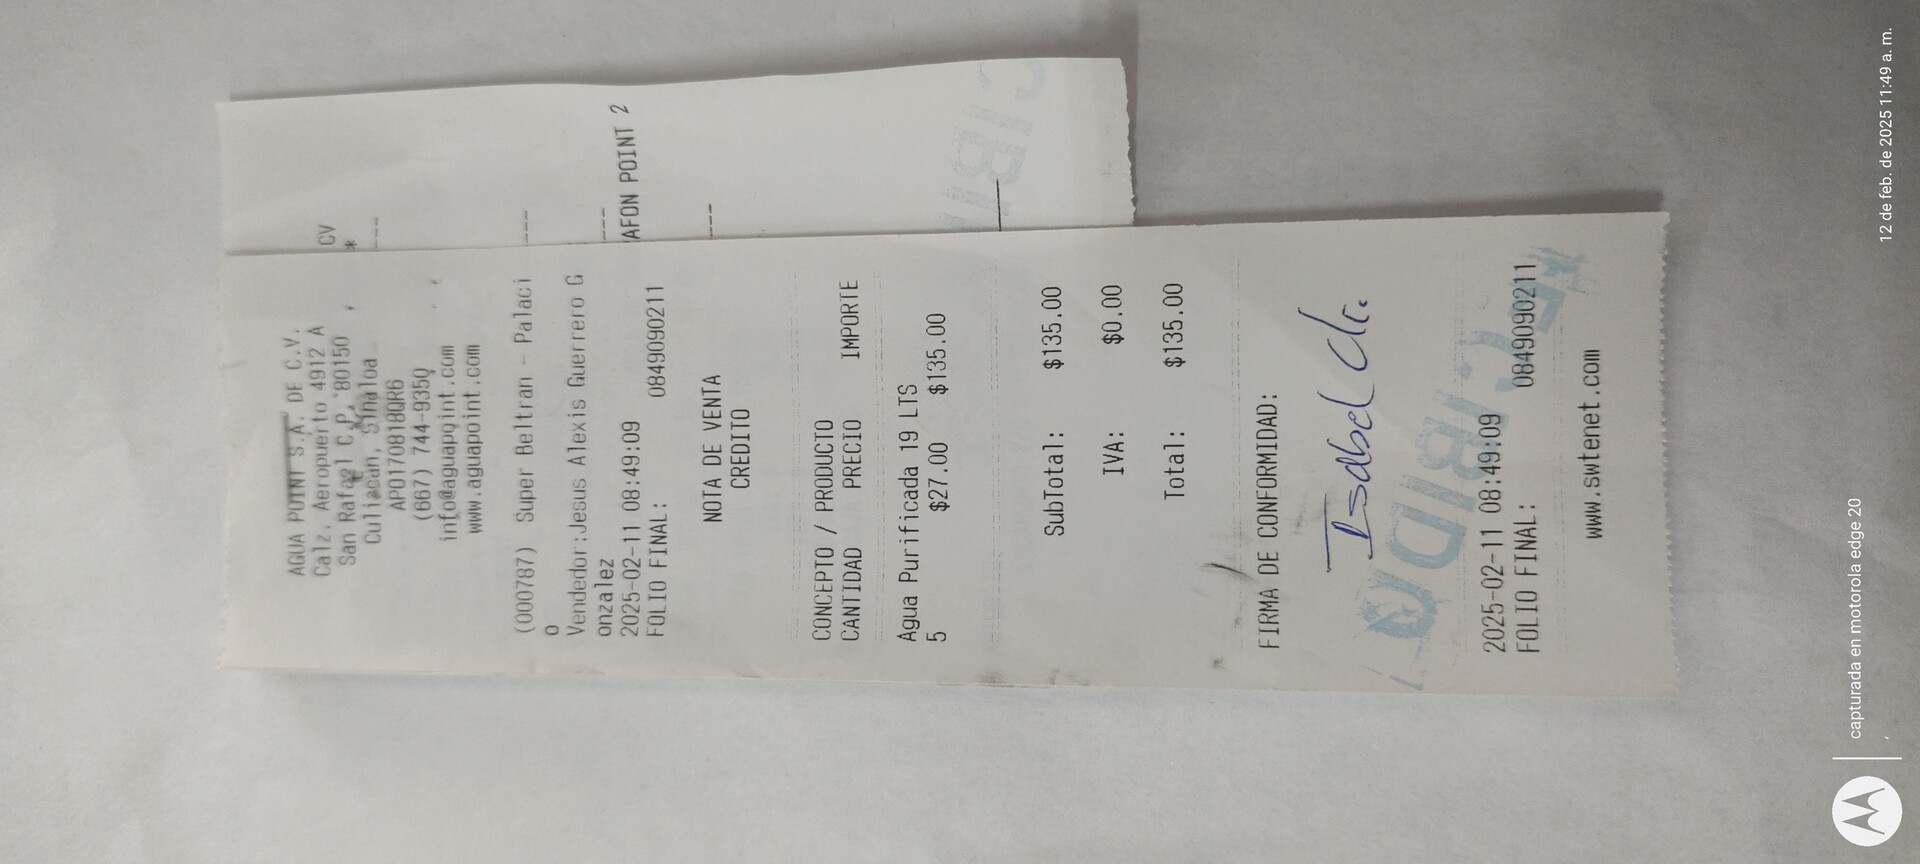 CV
*
---
---
---
AFON POINT 2
---
AGUA POINT S.A. DE C.V.
Calz. Aeropuerto 4912 A
San Rafael C.P. 80150
Culiacan, Sinaloa
APO170818QR6
(667) 744-9350
info@aguapoint.com
www.aguapoint.com
(000787) Super Beltran - Palaci
o
Vendedor:Jesus Alexis Guerrero G
onzalez
2025-02-11 08:49:09
FOLIO FINAL: 0849090211
NOTA DE VENTA
CREDITO
CONCEPTO / PRODUCTO
CANTIDAD PRECIO IMPORTE
Agua Purificada 19 LTS
5 $27.00 $135.00
SubTotal: $135.00
IVA: $0.00
Total: $135.00
FIRMA DE CONFORMIDAD:
Isabel
2025-02-11 08:49:09
FOLIO FINAL: 0849090211
www.swtenet.com
capturada en motorola edge 20
12 de feb. de 2025 11:49 a. m.